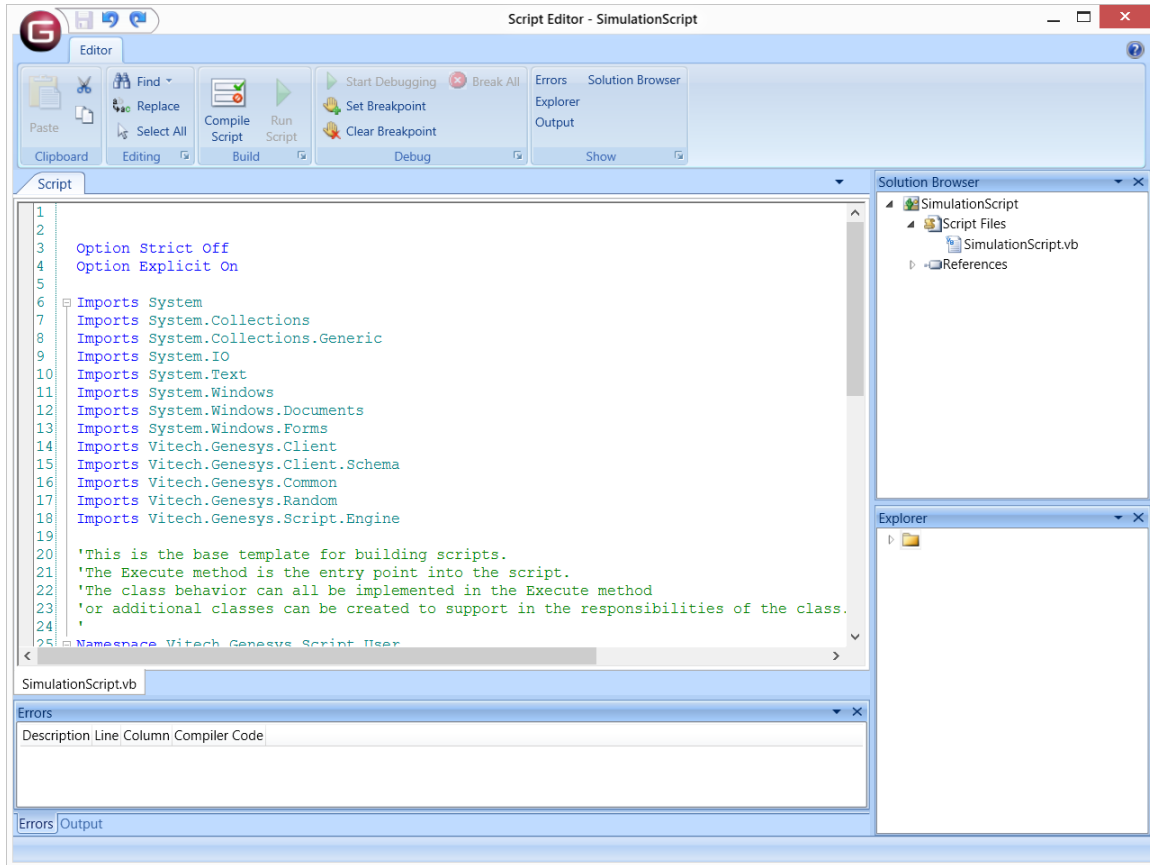 Script Editor - SimulationScript
G
Editor
Paste
Clipboard
Find
Replace
Select All
Editing
Compile Script
Run Script
Build
Start Debugging
Break All
Set Breakpoint
Clear Breakpoint
Debug
Errors
Solution Browser
Explorer
Output
Show
Script
1
2
3 Option Strict Off
4 Option Explicit On
5
6 Imports System
7 Imports System.Collections
8 Imports System.Collections.Generic
9 Imports System.IO
10 Imports System.Text
11 Imports System.Windows
12 Imports System.Windows.Documents
13 Imports System.Windows.Forms
14 Imports Vitech.Genesys.Client
15 Imports Vitech.Genesys.Client.Schema
16 Imports Vitech.Genesys.Common
17 Imports Vitech.Genesys.Random
18 Imports Vitech.Genesys.Script.Engine
19
20 'This is the base template for building scripts.
21 'The Execute method is the entry point into the script.
22 'The class behavior can all be implemented in the Execute method
23 'or additional classes can be created to support in the responsibilities of the class.
24 '
25 Namespace Vitech.Genesys.Script.User
SimulationScript.vb
Errors
Description Line Column Compiler Code
Errors Output
Solution Browser
SimulationScript
Script Files
SimulationScript.vb
References
Explorer